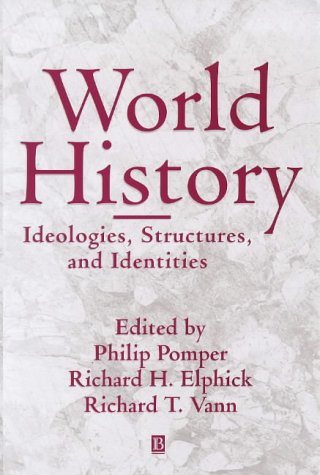 World
History
Ideologies, Structures,
and Identities
Edited by
Philip Pomper
Richard H. Elphick
Richard T. Vann
B